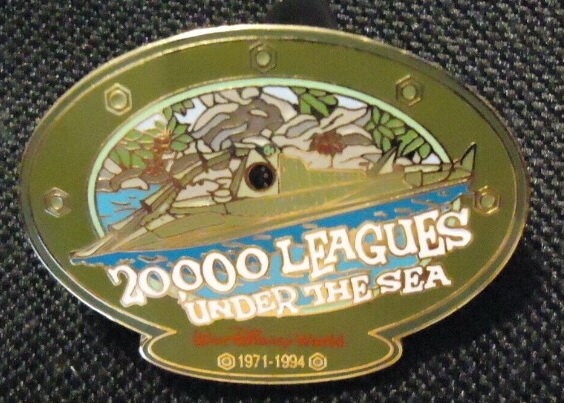 20000 LEAGUES
UNDER THE SEA
Walt Disney World
1971-1994